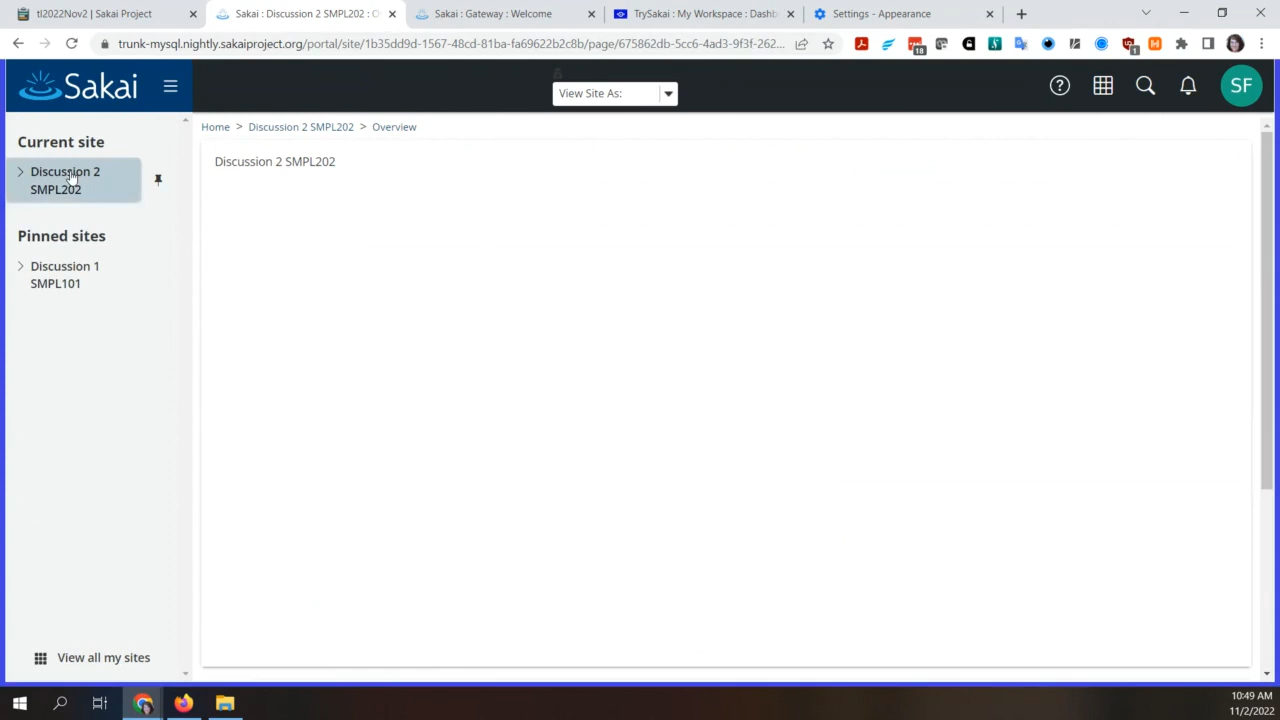 tl2022Nov2 | Sakai Project
Sakai : Discussion 2 SMPL202 : O
Sakai : Gateway : Welcome
TrySakai : My Workspace : Dashb
Settings - Appearance
trunk-mysql.nightly.sakaiproject.org/portal/site/1b35dd9d-1567-48cd-81ba-fa69622b2c8b/page/675862db-5cc6-4ad3-9f3f-262...
18
1
Sakai
View Site As:
SF
Home > Discussion 2 SMPL202 > Overview
Current site
Discussion 2
SMPL202
Discussion 2 SMPL202
Pinned sites
Discussion 1
SMPL101
View all my sites
10:49 AM
11/2/2022